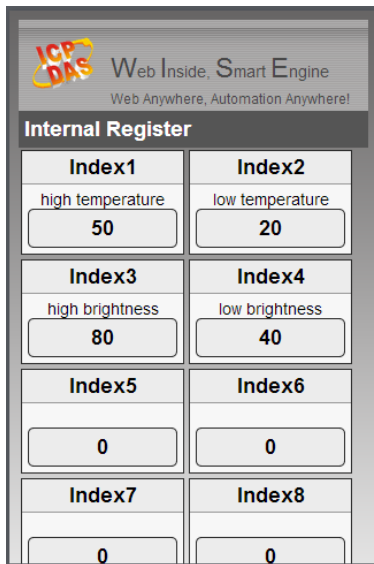 ICP
DAS
Web Inside, Smart Engine
Web Anywhere, Automation Anywhere!
Internal Register
Index1 Index2
high temperature low temperature
50 20
Index3 Index4
high brightness low brightness
80 40
Index5 Index6
0 0
Index7 Index8
0 0